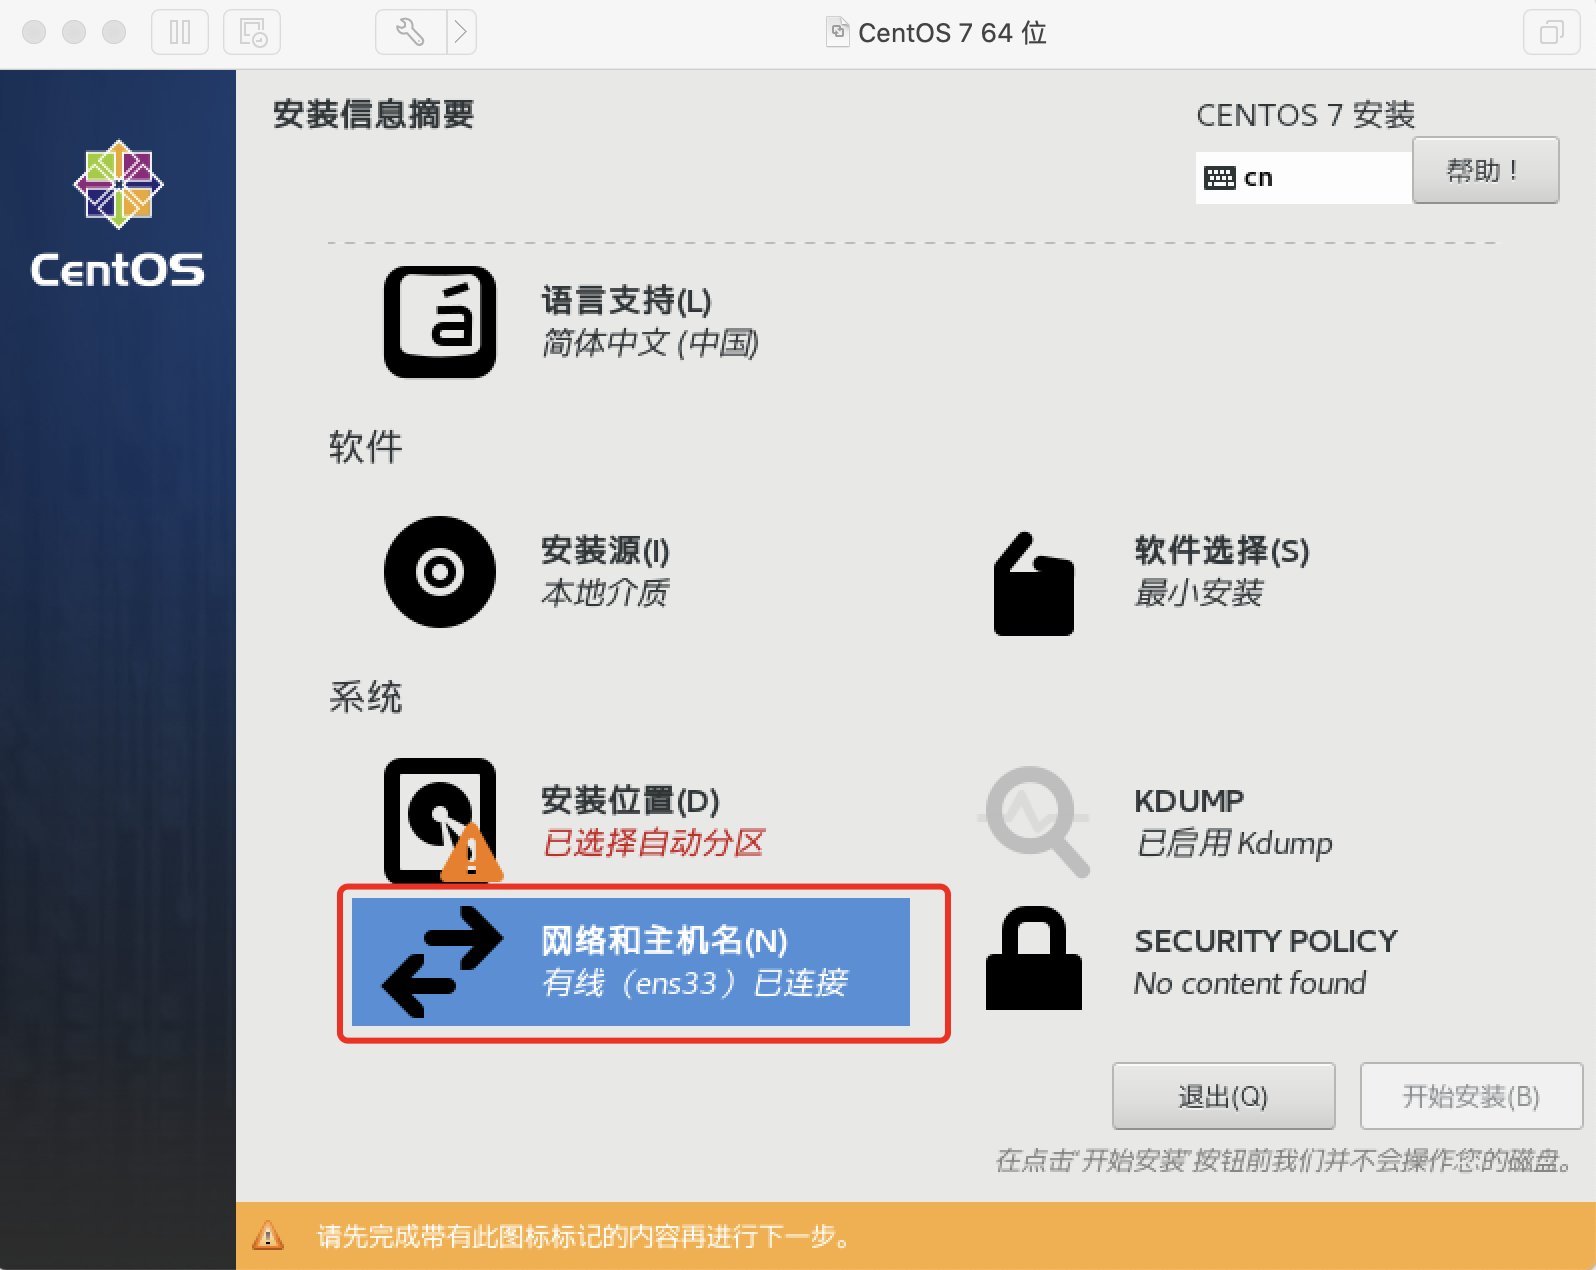 CentOS 7 64 位
安装信息摘要
CENTOS 7 安装
cn
帮助！
CentOS
á
语言支持(L)
简体中文 (中国)
软件
安装源(I)
本地介质
软件选择(S)
最小安装
系统
安装位置(D)
已选择自动分区
KDUMP
已启用 Kdump
网络和主机名(N)
有线（ens33）已连接
SECURITY POLICY
No content found
退出(Q)
开始安装(B)
在点击“开始安装”按钮前我们并不会操作您的磁盘。
请先完成带有此图标标记的内容再进行下一步。